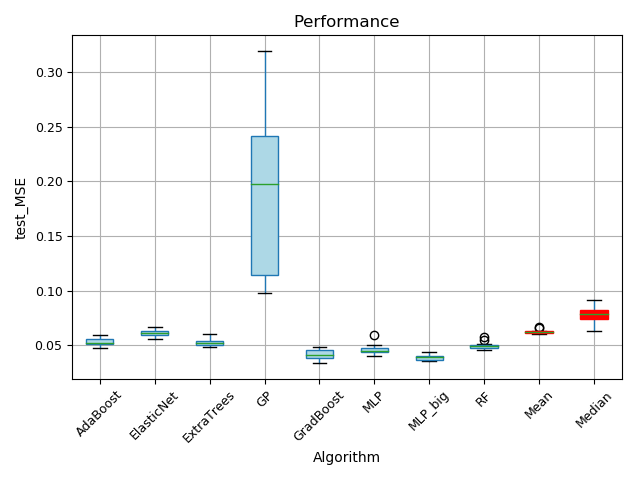 Performance
test_MSE
0.30
0.25
0.20
0.15
0.10
0.05
AdaBoost
ElasticNet
ExtraTrees
GP
GradBoost
MLP
MLP_big
RF
Mean
Median
Algorithm